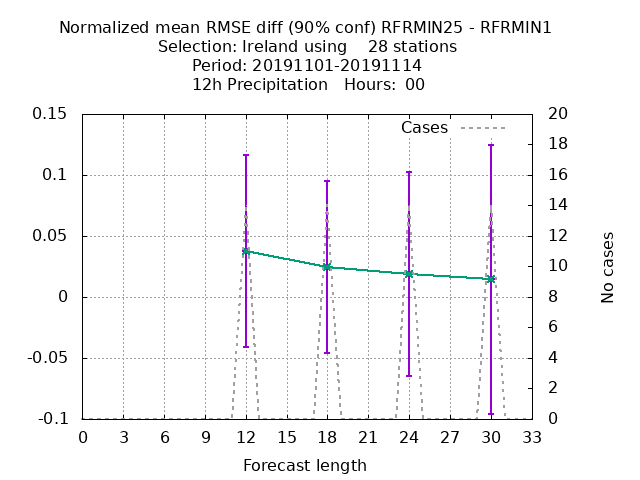 Normalized mean RMSE diff (90% conf) RFRMIN25 - RFRMIN1
Selection: Ireland using 28 stations
Period: 20191101-20191114
12h Precipitation Hours: 00
Cases
0.15
0.1
0.05
0
-0.05
-0.1
20
18
16
14
12
10
8
6
4
2
0
No cases
0 3 6 9 12 15 18 21 24 27 30 33
Forecast length